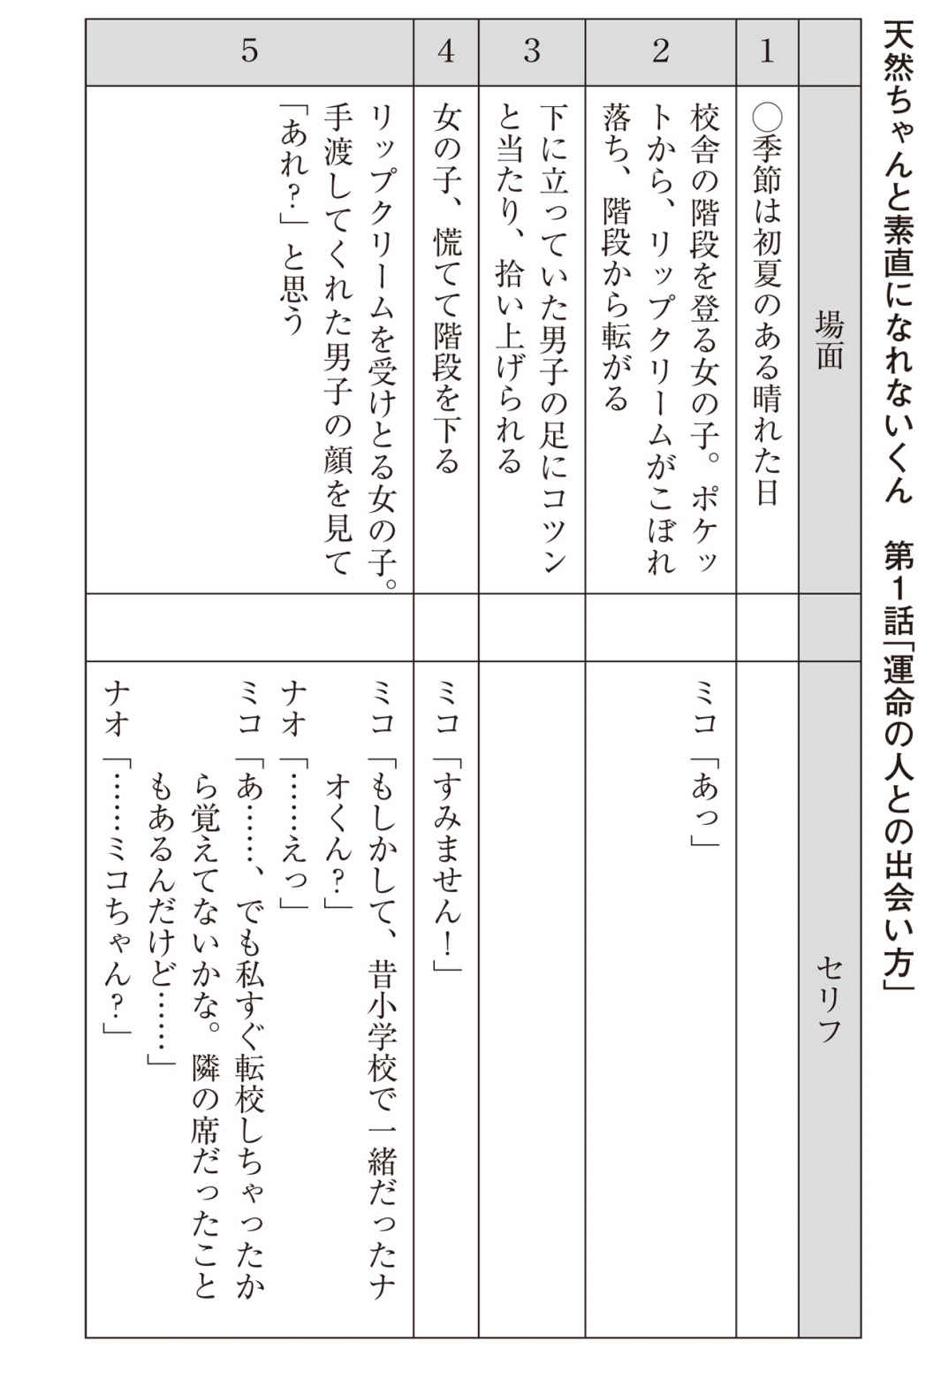 天然ちゃんと素直になれないくん　第１話「運命の人との出会い方」
場面
セリフ
1
〇季節は初夏のある晴れた日
2
校舎の階段を登る女の子。ポケッ
トから、リップクリームがこぼれ
落ち、階段から転がる
ミコ「あっ」
3
下に立っていた男子の足にコツン
と当たり、拾い上げられる
4
女の子、慌てて階段を下る
ミコ「すみません！」
5
リップクリームを受けとる女の子。
手渡してくれた男子の顔を見て
「あれ？」と思う
ミコ「もしかして、昔小学校で一緒だったナ
オくん？」
ナオ「……えっ」
ミコ「あ……、でも私すぐ転校しちゃったか
ら覚えてないかな。隣の席だったこと
もあるんだけど……」
ナオ「……ミコちゃん？」